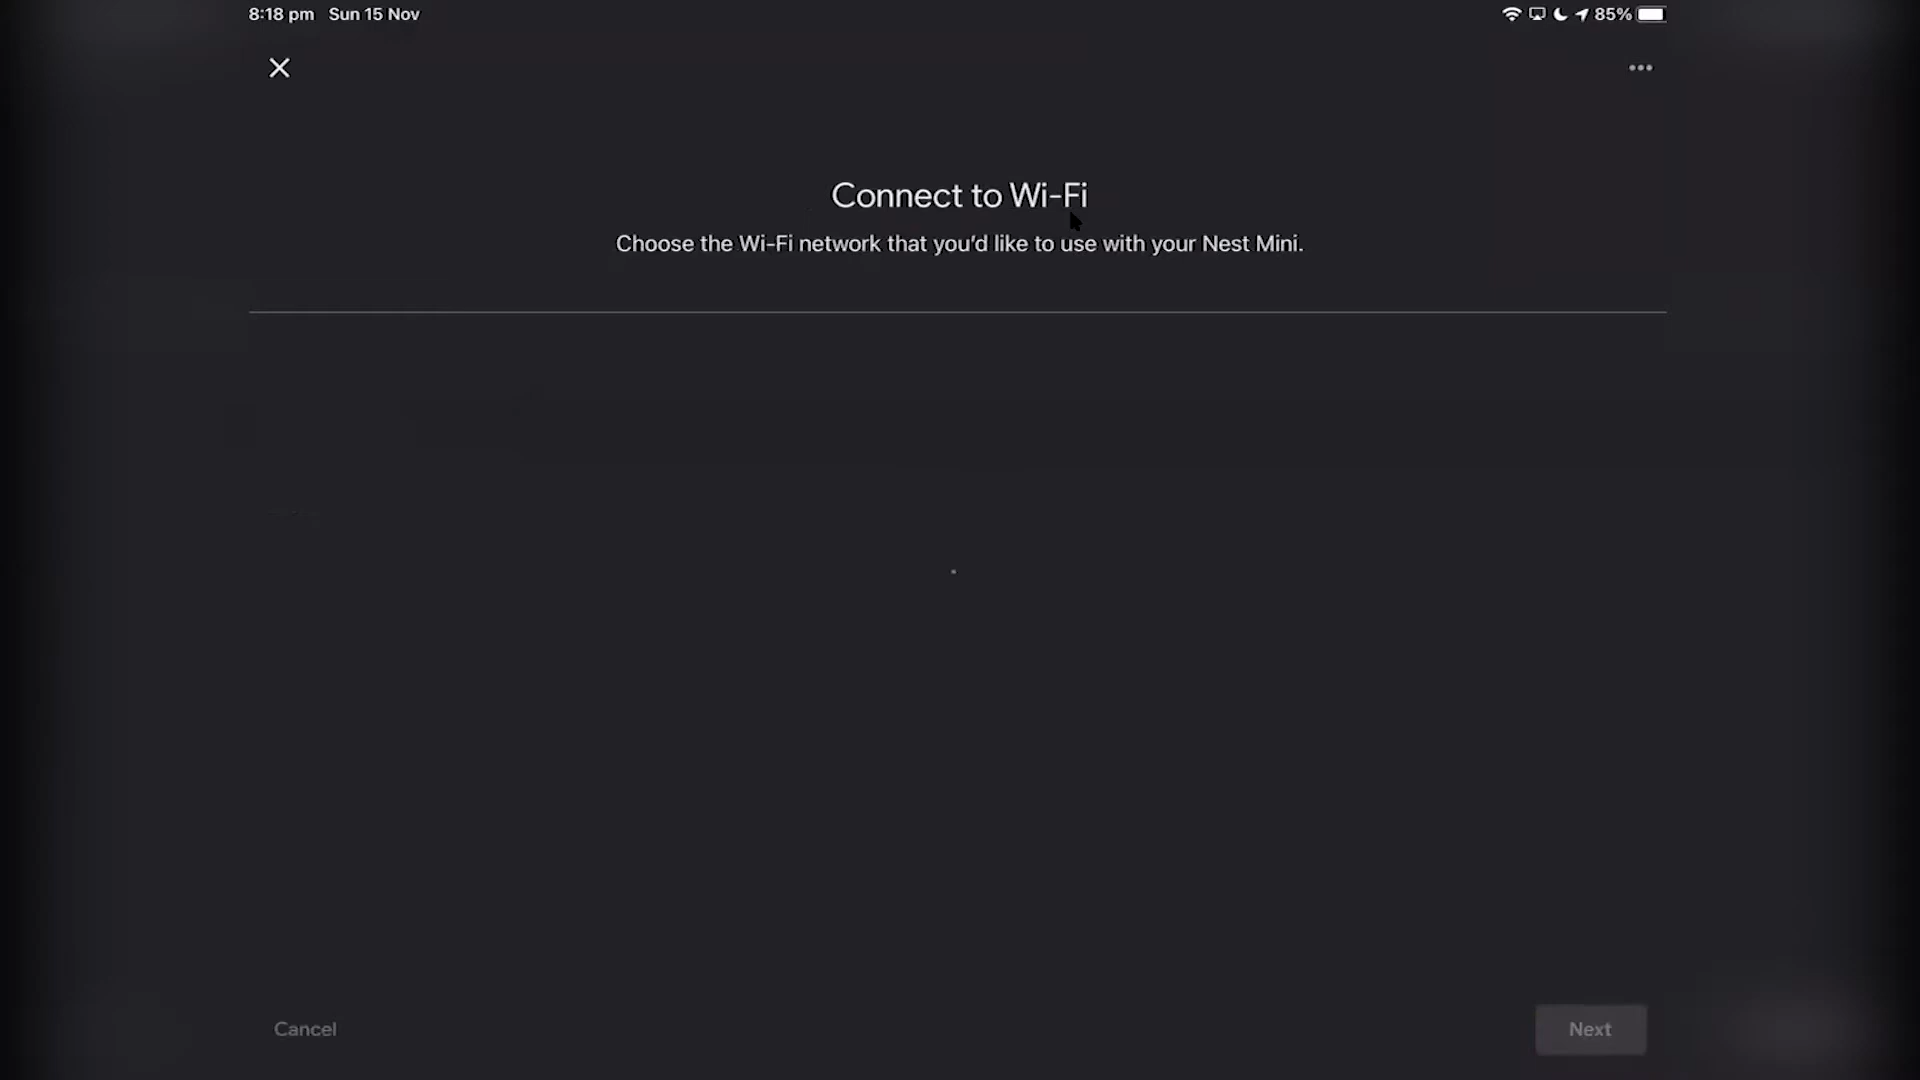 8:18 pm Sun 15 Nov
85%
Connect to Wi-Fi
Choose the Wi-Fi network that you'd like to use with your Nest Mini.
Cancel
Next